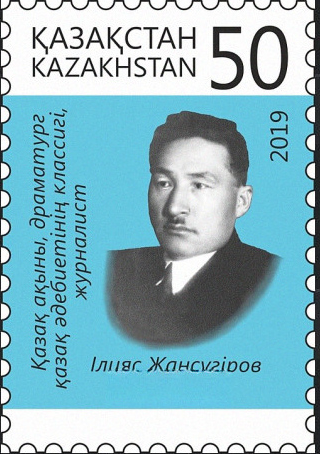 ҚАЗАҚСТАН
KAZAKHSTAN
50
2019
Қазақ ақыны, драматург
қазақ әдебиетінің классигі,
журналист
Ілияс Жансүгіров